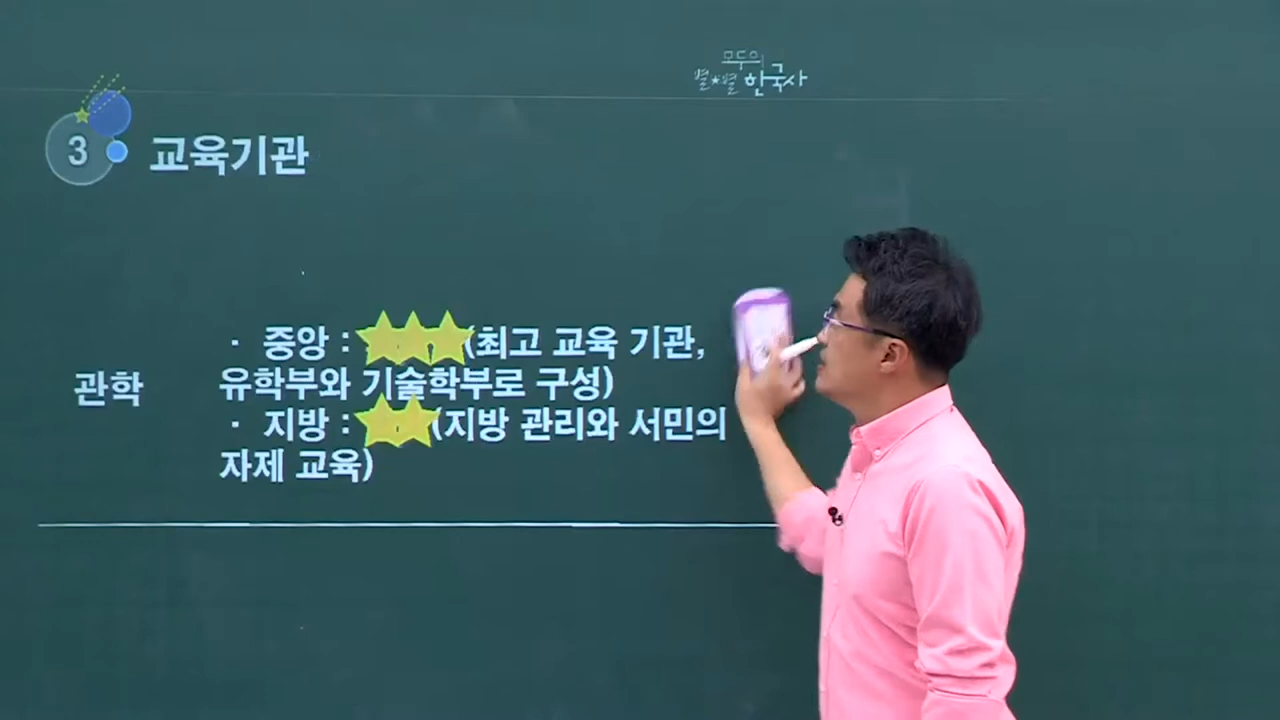 모두의
별★별 한국사
3 교육기관
· 중앙 : (최고 교육 기관,
관학
유학부와 기술학부로 구성)
· 지방 : (지방 관리와 서민의
자제 교육)